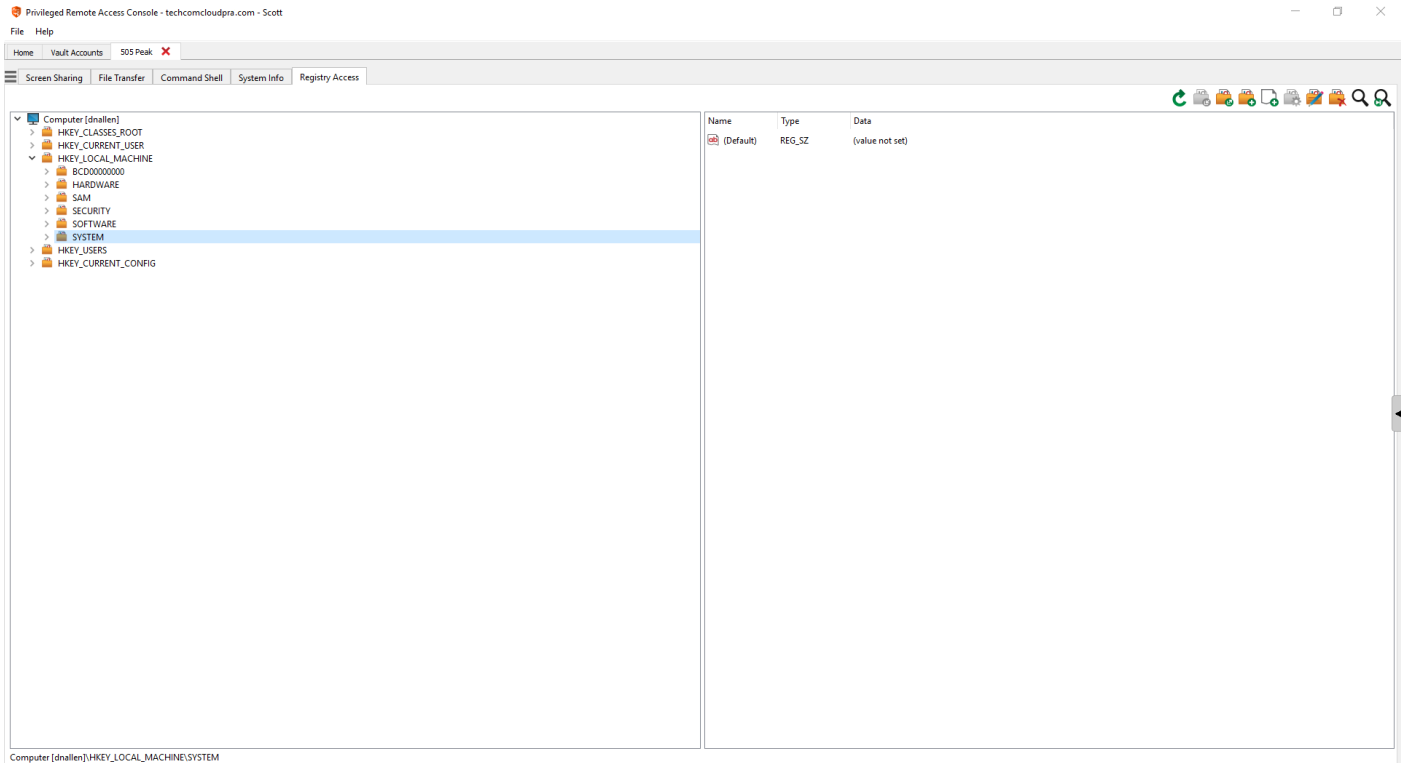 Privileged Remote Access Console - techcomcloudpra.com - Scott
File Help
Home Vault Accounts 505 Peak
Screen Sharing File Transfer Command Shell System Info Registry Access
Computer [dnallen]
HKEY_CLASSES_ROOT
HKEY_CURRENT_USER
HKEY_LOCAL_MACHINE
BCD00000000
HARDWARE
SAM
SECURITY
SOFTWARE
SYSTEM
HKEY_USERS
HKEY_CURRENT_CONFIG
Name Type Data
ab (Default) REG_SZ (value not set)
Computer [dnallen]\HKEY_LOCAL_MACHINE\SYSTEM